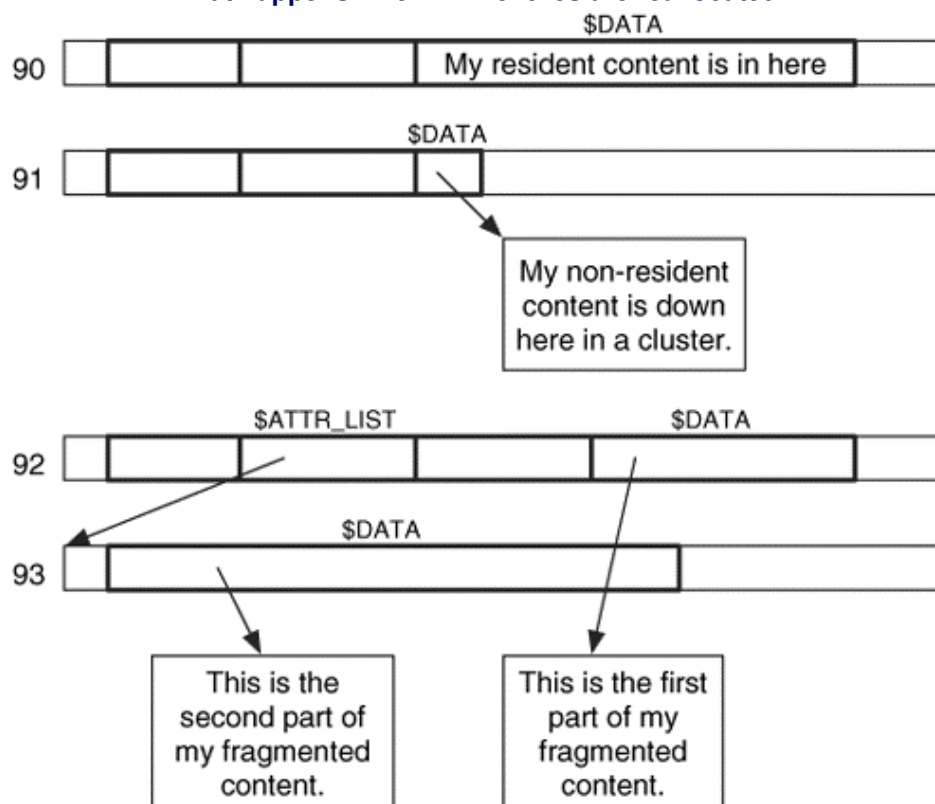 $DATA
90 My resident content is in here
$DATA
91
My non-resident
content is down
here in a cluster.
$ATTR_LIST $DATA
92
$DATA
93
This is the
second part of
my fragmented
content.
This is the first
part of my
fragmented
content.